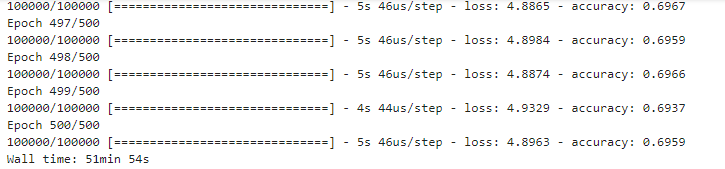 100000/100000 [==============================] - 5s 46us/step - loss: 4.8865 - accuracy: 0.6967
Epoch 497/500
100000/100000 [==============================] - 5s 46us/step - loss: 4.8984 - accuracy: 0.6959
Epoch 498/500
100000/100000 [==============================] - 5s 46us/step - loss: 4.8874 - accuracy: 0.6966
Epoch 499/500
100000/100000 [==============================] - 4s 44us/step - loss: 4.9329 - accuracy: 0.6937
Epoch 500/500
100000/100000 [==============================] - 5s 46us/step - loss: 4.8963 - accuracy: 0.6959
Wall time: 51min 54s